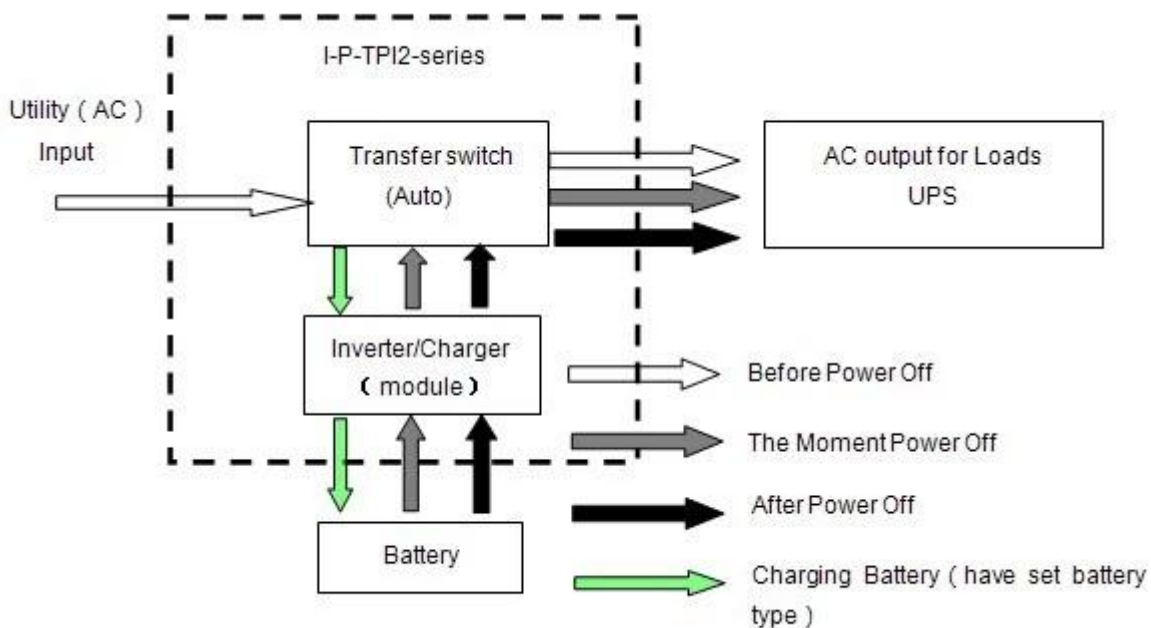 I-P-TPI2-series
Utility ( AC )
Input
Transfer switch
(Auto)
AC output for Loads
UPS
Inverter/Charger
( module )
Before Power Off
The Moment Power Off
After Power Off
Battery
Charging Battery ( have set battery
type )